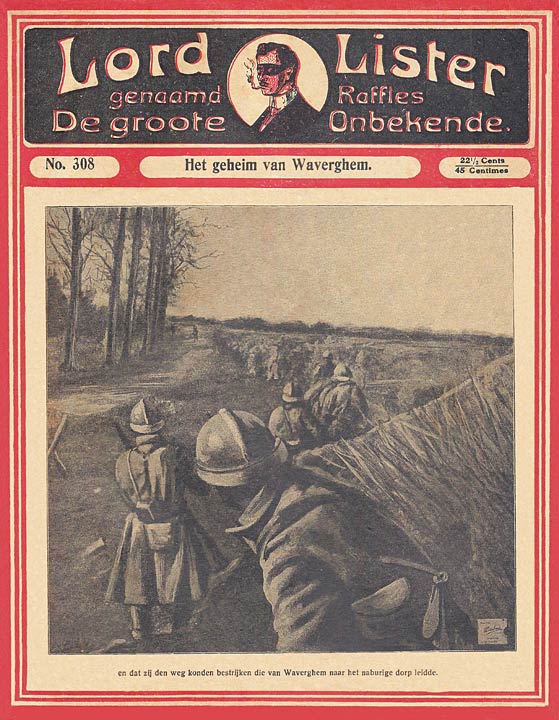 Lord Lister
genaamd Raffles
De groote Onbekende.
No. 308
Het geheim van Waverghem.
22½ Cents
45 Centimes
en dat zij den weg konden bestrijken die van Waverghem naar het naburige dorp leidde.